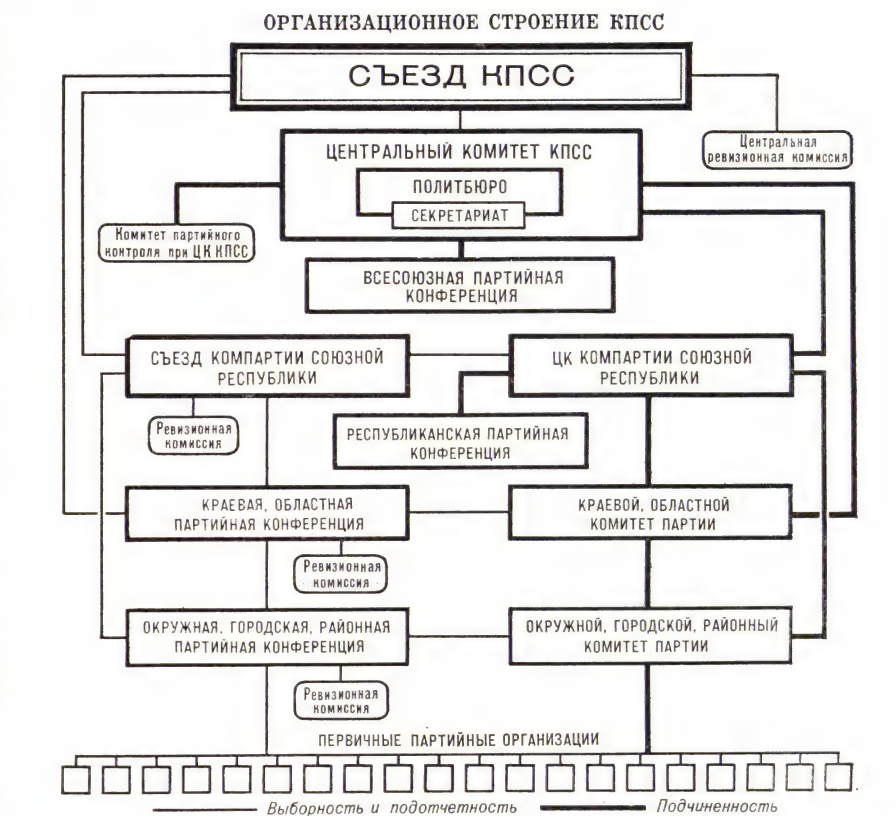 ОРГАНИЗАЦИОННОЕ СТРОЕНИЕ КПСС
СЪЕЗД КПСС
Центральная
ревизионная комиссия
ЦЕНТРАЛЬНЫЙ КОМИТЕТ КПСС
ПОЛИТБЮРО
СЕКРЕТАРИАТ
Комитет партийного
контроля при ЦК КПСС
ВСЕСОЮЗНАЯ ПАРТИЙНАЯ
КОНФЕРЕНЦИЯ
СЪЕЗД КОМПАРТИИ СОЮЗНОЙ
РЕСПУБЛИКИ
ЦК КОМПАРТИИ СОЮЗНОЙ
РЕСПУБЛИКИ
Ревизионная
комиссия
РЕСПУБЛИКАНСКАЯ ПАРТИЙНАЯ
КОНФЕРЕНЦИЯ
КРАЕВАЯ, ОБЛАСТНАЯ
ПАРТИЙНАЯ КОНФЕРЕНЦИЯ
КРАЕВОЙ, ОБЛАСТНОЙ
КОМИТЕТ ПАРТИИ
Ревизионная
комиссия
ОКРУЖНАЯ, ГОРОДСКАЯ, РАЙОННАЯ
ПАРТИЙНАЯ КОНФЕРЕНЦИЯ
ОКРУЖНОЙ, ГОРОДСКОЙ, РАЙОННЫЙ
КОМИТЕТ ПАРТИИ
Ревизионная
комиссия
ПЕРВИЧНЫЕ ПАРТИЙНЫЕ ОРГАНИЗАЦИИ
Выборность и подотчетность
Подчиненность